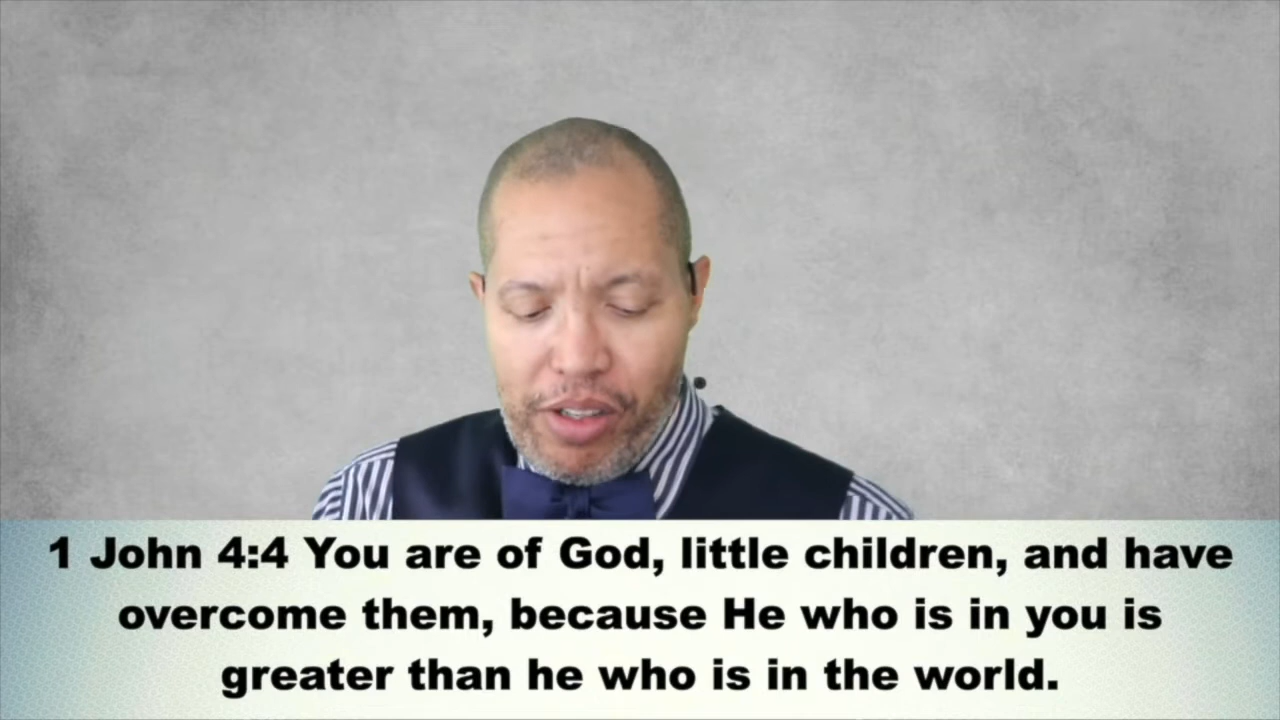 1 John 4:4 You are of God, little children, and have
overcome them, because He who is in you is
greater than he who is in the world.